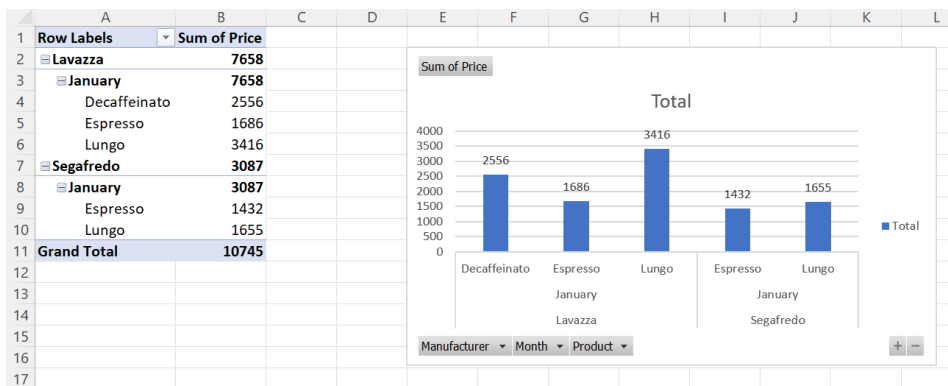 A B C D E F G H I J K L
1 Row Labels Sum of Price
2 Lavazza 7658
3 January 7658
4 Decaffeinato 2556
5 Espresso 1686
6 Lungo 3416
7 Segafredo 3087
8 January 3087
9 Espresso 1432
10 Lungo 1655
11 Grand Total 10745
12
13
14
15
16
17
Sum of Price
Total
4000
3500
3000
2500
2000
1500
1000
500
0
2556 1686 3416 1432 1655
Total
Decaffeinato Espresso Lungo Espresso Lungo
January January
Lavazza Segafredo
Manufacturer Month Product + −